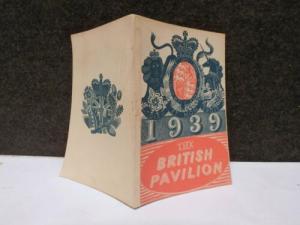 1939
THE
BRITISH
PAVILION